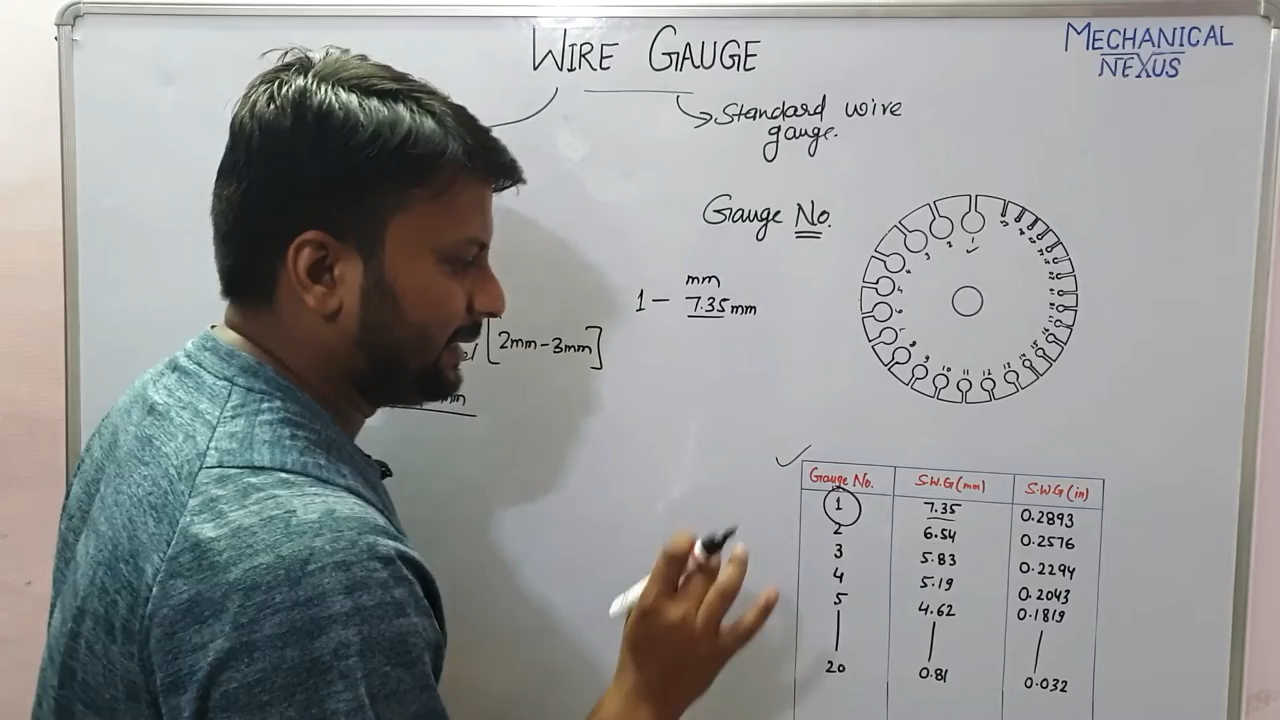 WIRE GAUGE
MECHANICAL
NEXUS
Standard wire
gauge.
Gauge No.
mm
1 - 7.35mm
[2mm-3mm]
mm
Gauge No. S.W.G(mm) S.W.G(in)
1 7.35 0.2893
2 6.54 0.2576
3 5.83 0.2294
4 5.19 0.2043
5 4.62 0.1819
20 0.81 0.032